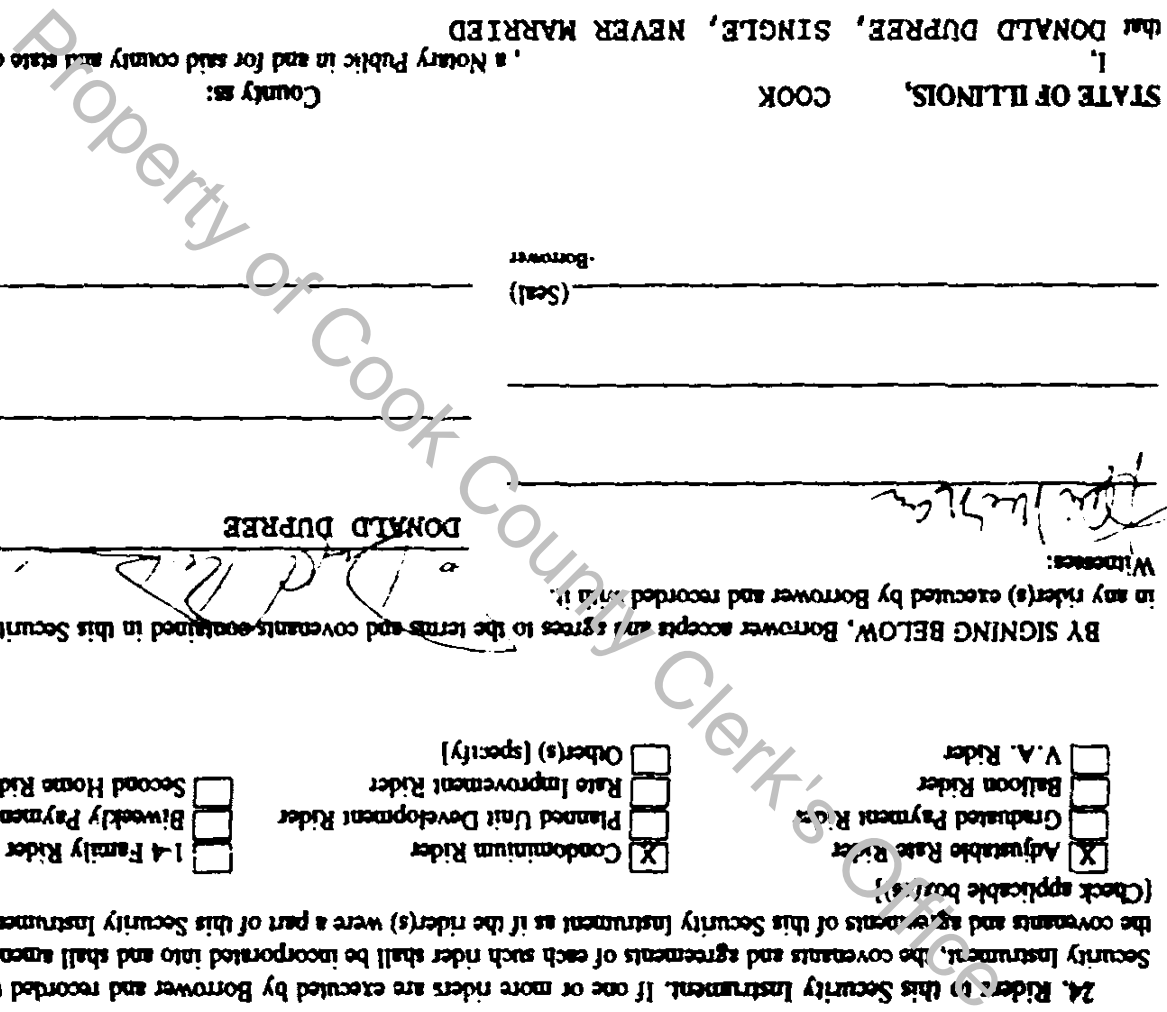 24. Riders to this Security Instrument. If one or more riders are executed by Borrower and recorded
Security Instrument, the covenants and agreements of each such rider shall be incorporated into and shall amen
the covenants and agreements of this Security Instrument as if the rider(s) were a part of this Security Instrumen
(Check applicable box(es)).
X Adjustable Rate Rider X Condominium Rider 1-4 Family Rider
Graduated Payment Rider Planned Unit Development Rider Biweekly Paymen
Balloon Rider Rate Improvement Rider Second Home Rid
V.A. Rider Other(s) [specify]
BY SIGNING BELOW, Borrower accepts and agrees to the terms and covenants contained in this Securit
in any rider(s) executed by Borrower and recorded with it.
Witnesses:
DONALD DUPREE
(Seal)
-Borrower
STATE OF ILLINOIS, COOK County ss:
I, , a Notary Public in and for said county and state
that DONALD DUPREE, SINGLE, NEVER MARRIED
Property of Cook County Clerk's Office